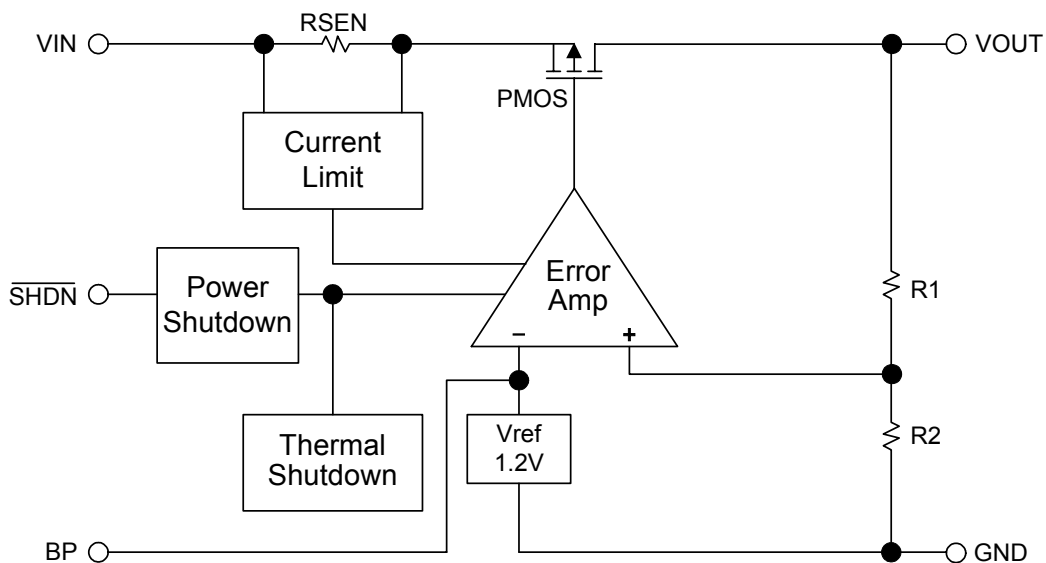 RSEN
VIN
VOUT
PMOS
Current
Limit
SHDN
Power
Shutdown
Error
Amp
R1
− +
Thermal
Shutdown
Vref
1.2V
R2
BP
GND